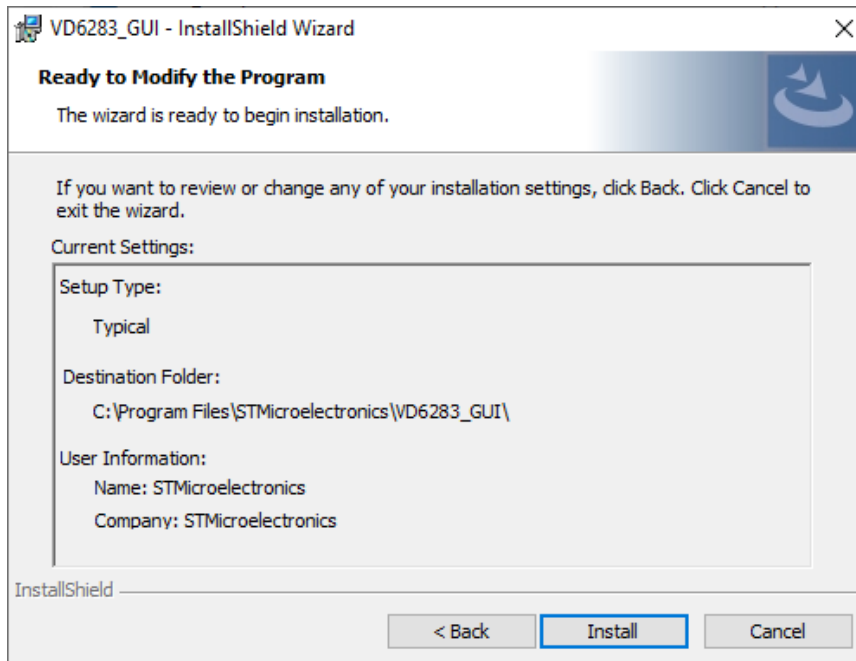 VD6283_GUI - InstallShield Wizard
Ready to Modify the Program
The wizard is ready to begin installation.
If you want to review or change any of your installation settings, click Back. Click Cancel to
exit the wizard.
Current Settings:
Setup Type:
Typical
Destination Folder:
C:\Program Files\STMicroelectronics\VD6283_GUI\
User Information:
Name: STMicroelectronics
Company: STMicroelectronics
InstallShield
< Back
Install
Cancel